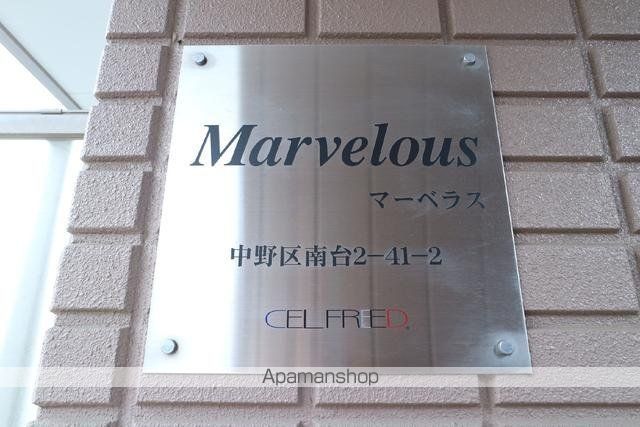 Marvelous
マーベラス
中野区南台2-41-2
CELFREED
Apamanshop